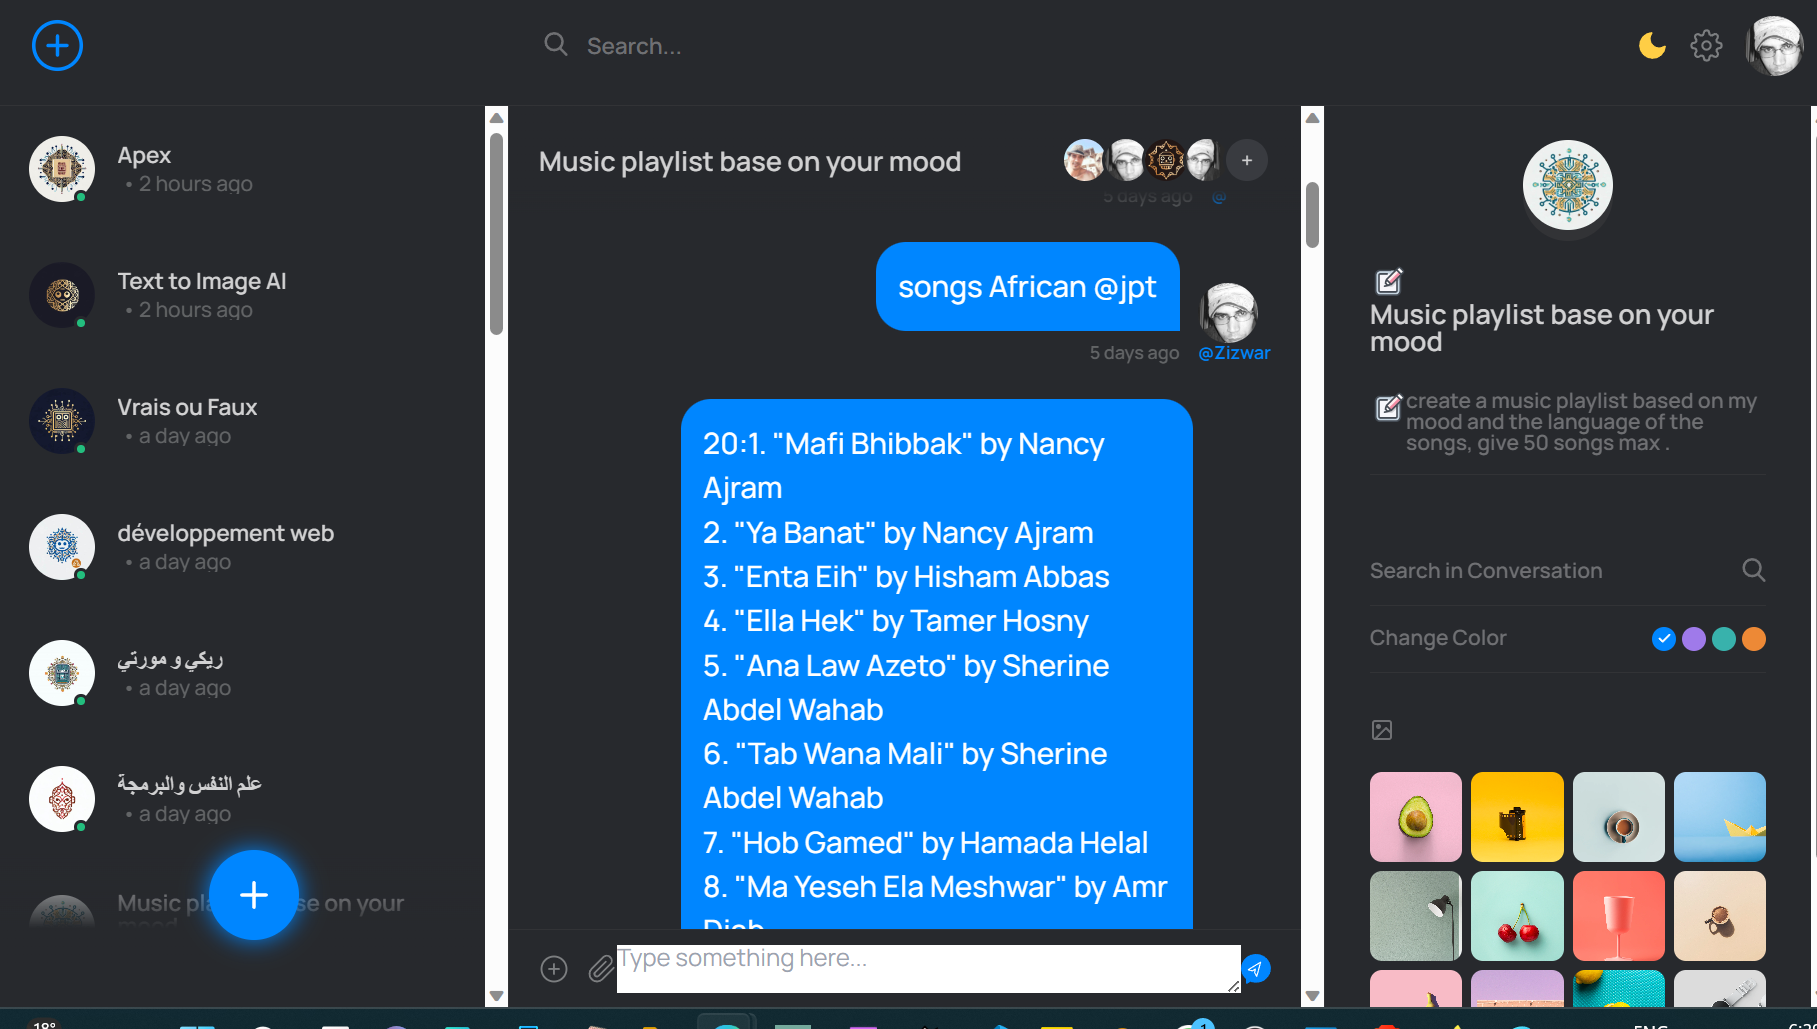 Search...
Apex
• 2 hours ago
Text to Image AI
• 2 hours ago
Vrais ou Faux
• a day ago
développement web
• a day ago
ريكي و مورتي
• a day ago
علم النفس والبرمجة
• a day ago
Music pl se on your
mood
Music playlist base on your mood
5 days ago @
songs African @jpt
5 days ago @Zizwar
20:1. "Mafi Bhibbak" by Nancy
Ajram
2. "Ya Banat" by Nancy Ajram
3. "Enta Eih" by Hisham Abbas
4. "Ella Hek" by Tamer Hosny
5. "Ana Law Azeto" by Sherine
Abdel Wahab
6. "Tab Wana Mali" by Sherine
Abdel Wahab
7. "Hob Gamed" by Hamada Helal
8. "Ma Yeseh Ela Meshwar" by Amr
Diab
Type something here...
Music playlist base on your
mood
create a music playlist based on my
mood and the language of the
songs, give 50 songs max .
Search in Conversation
Change Color
18°
1
ENG